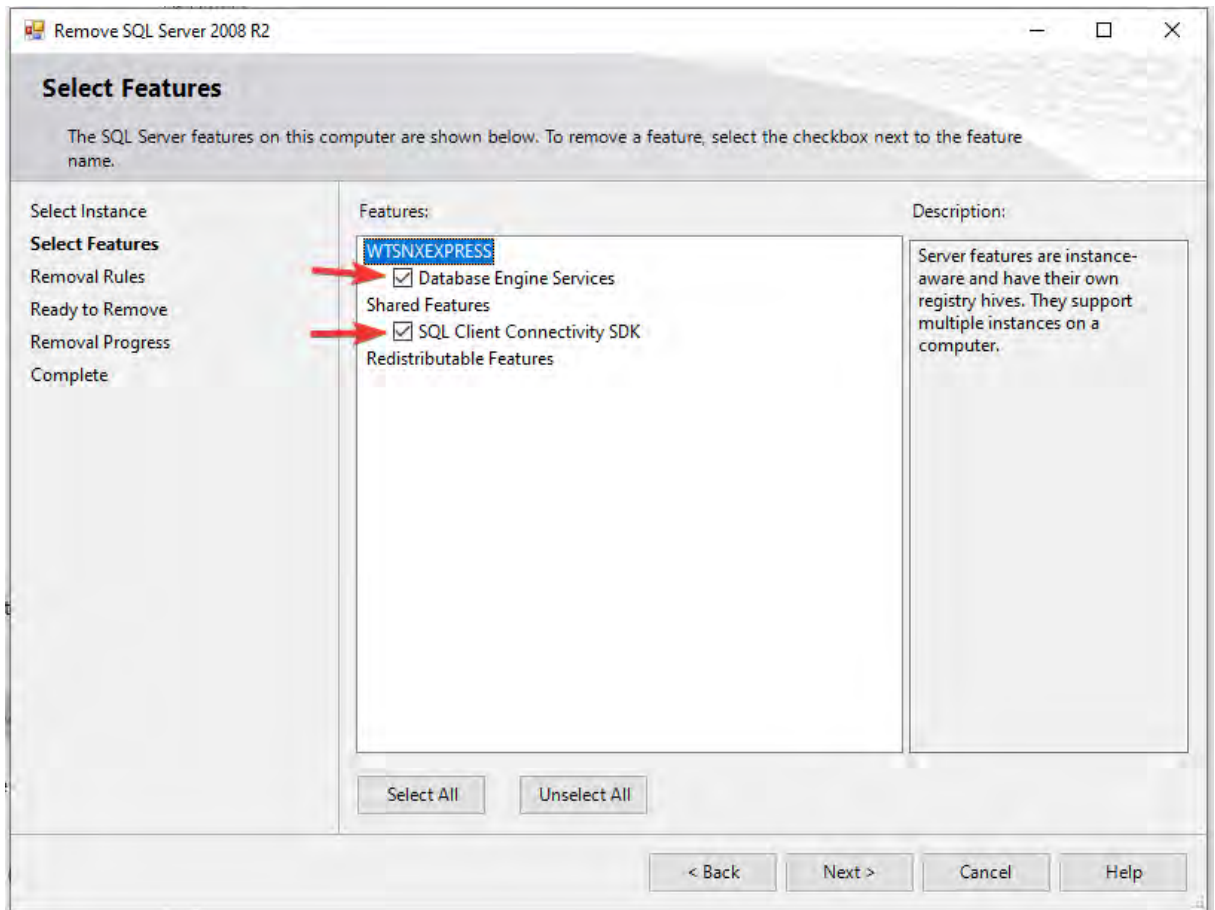 Remove SQL Server 2008 R2
Select Features
The SQL Server features on this computer are shown below. To remove a feature, select the checkbox next to the feature
name.
Select Instance
Select Features
Removal Rules
Ready to Remove
Removal Progress
Complete
Features:
WTSNXEXPRESS
Database Engine Services
Shared Features
SQL Client Connectivity SDK
Redistributable Features
Description:
Server features are instance-
aware and have their own
registry hives. They support
multiple instances on a
computer.
Select All
Unselect All
< Back
Next >
Cancel
Help